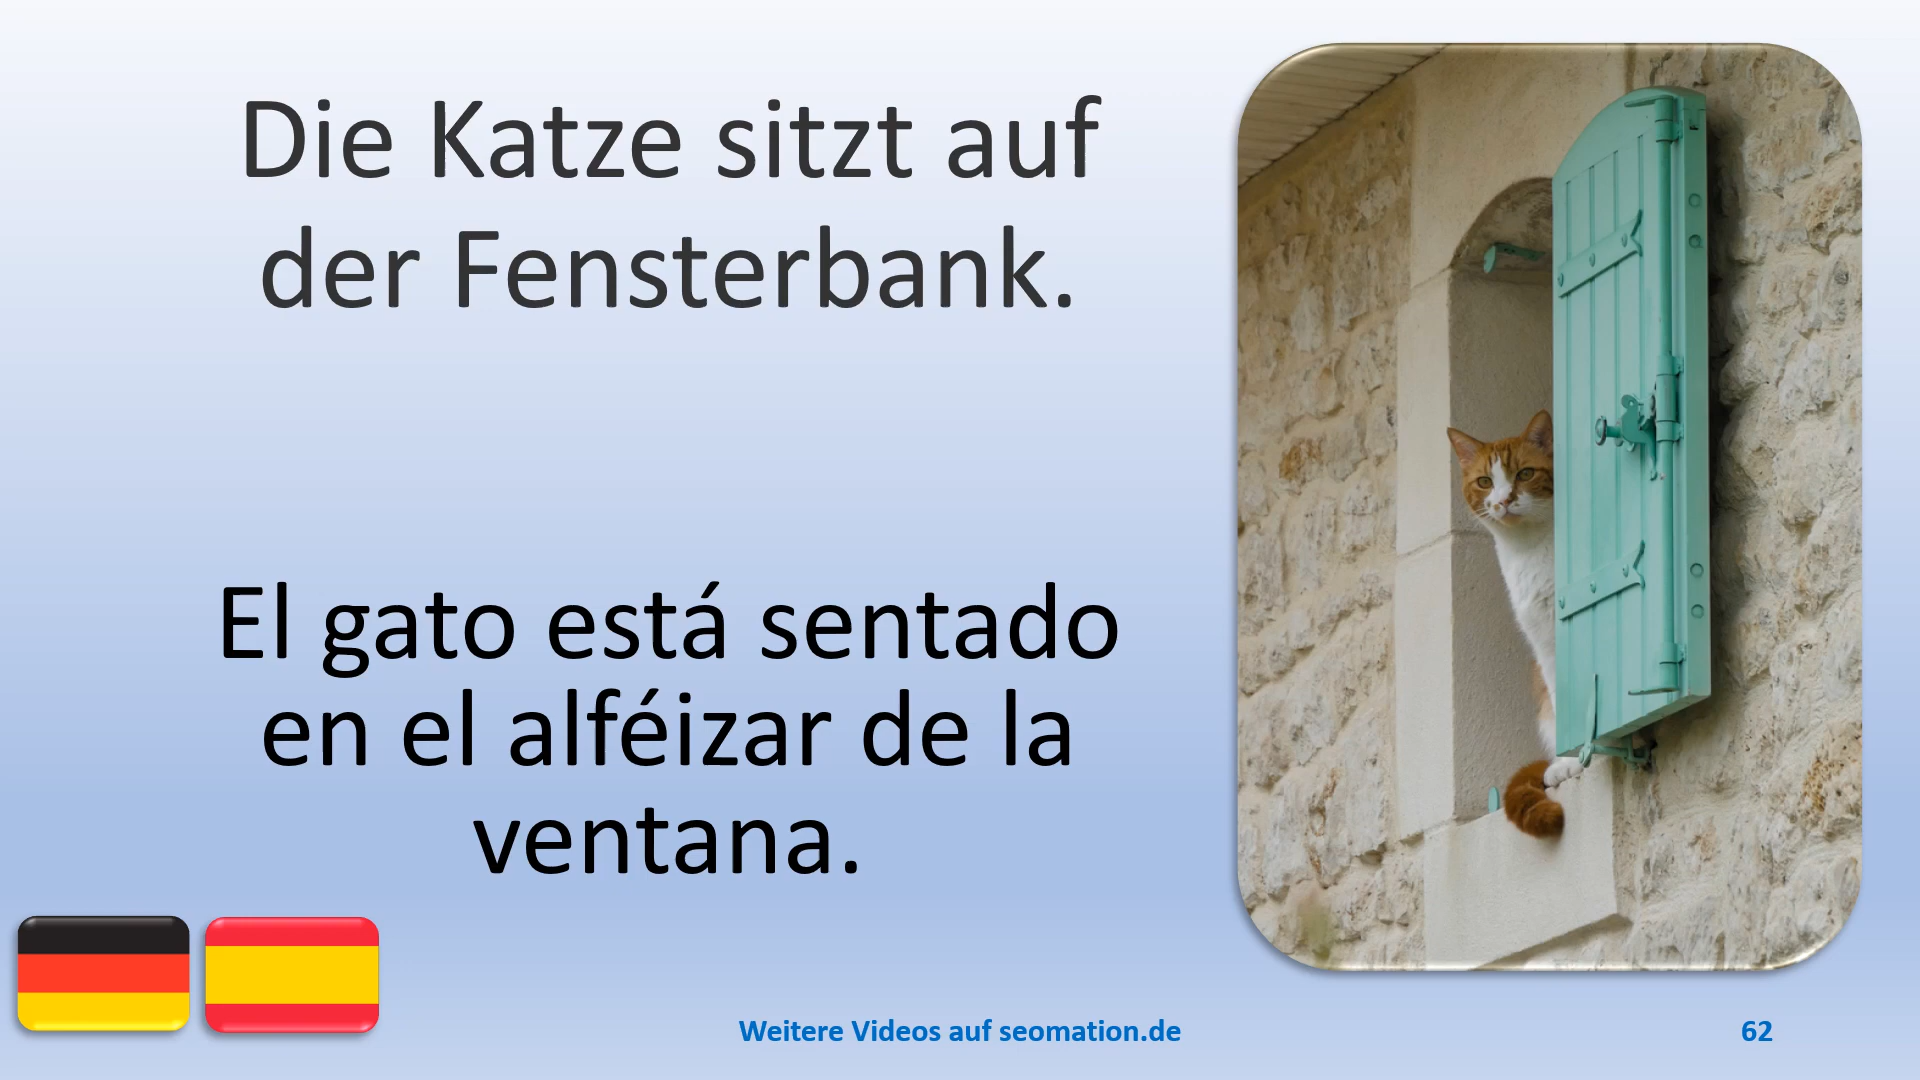 Die Katze sitzt auf
der Fensterbank.
El gato está sentado
en el alféizar de la
ventana.
Weitere Videos auf seomation.de
62